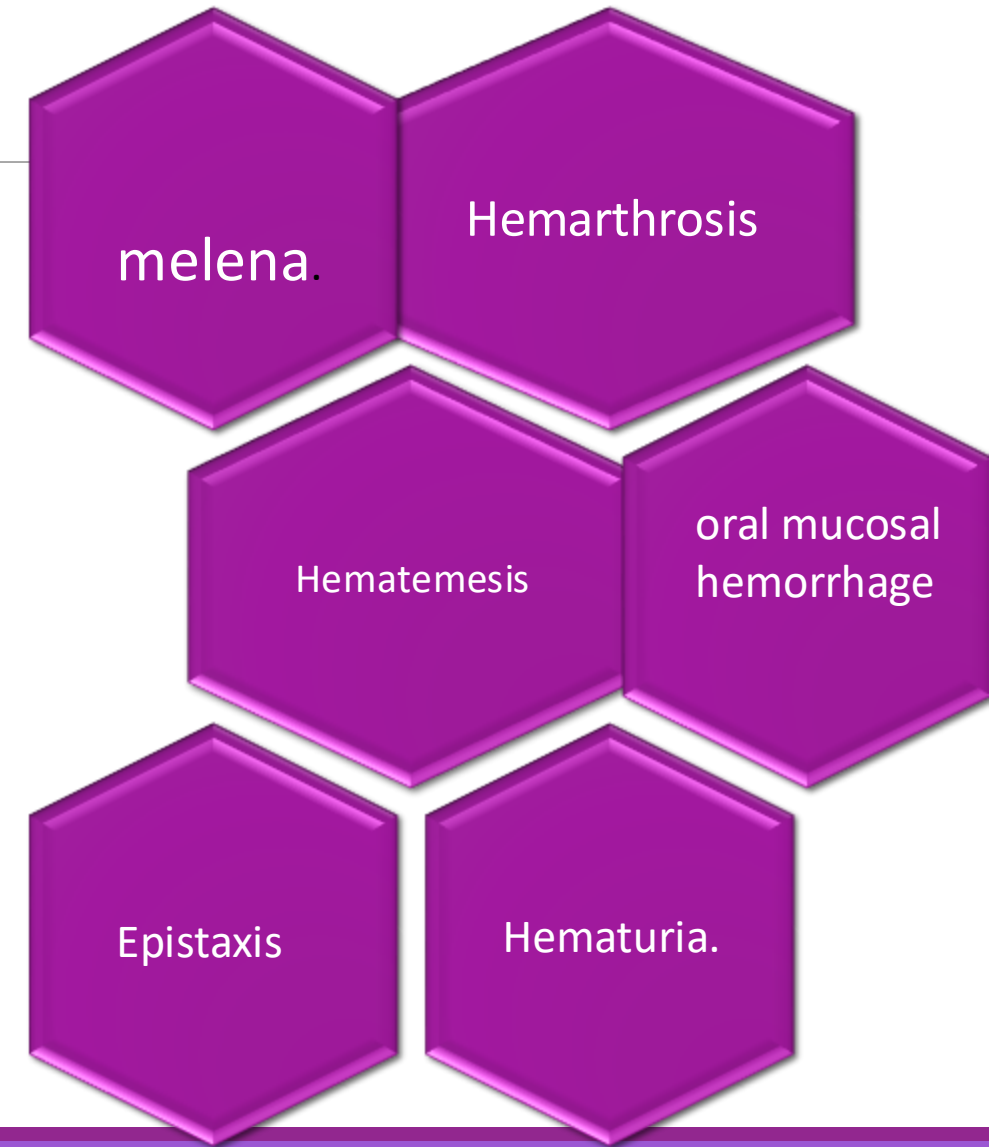 melena.
Hemarthrosis
Hematemesis
oral mucosal
hemorrhage
Epistaxis
Hematuria.